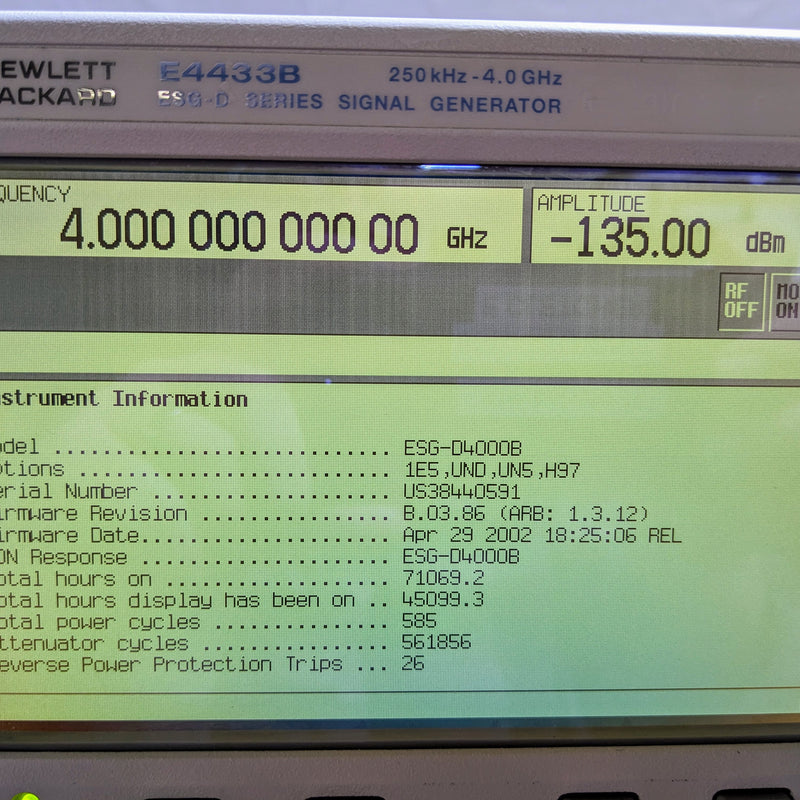 EWLETT E4433B 250 kHz - 4.0 GHz
ACKARD ESG-D SERIES SIGNAL GENERATOR
QUENCY AMPLITUDE
4.000 000 000 00 GHz -135.00 dBm
RF MO
OFF ON
strument Information
odel ............................ ESG-D4000B
ptions .......................... 1E5,UND,UN5,H97
erial Number .................... US38440591
irmware Revision ................ B.03.86 (ARB: 1.3.12)
irmware Date..................... Apr 29 2002 18:25:06 REL
DN Response ..................... ESG-D4000B
otal hours on ................... 71069.2
otal hours display has been on .. 45099.3
otal power cycles ............... 585
ttenuator cycles ................ 561856
everse Power Protection Trips ... 26